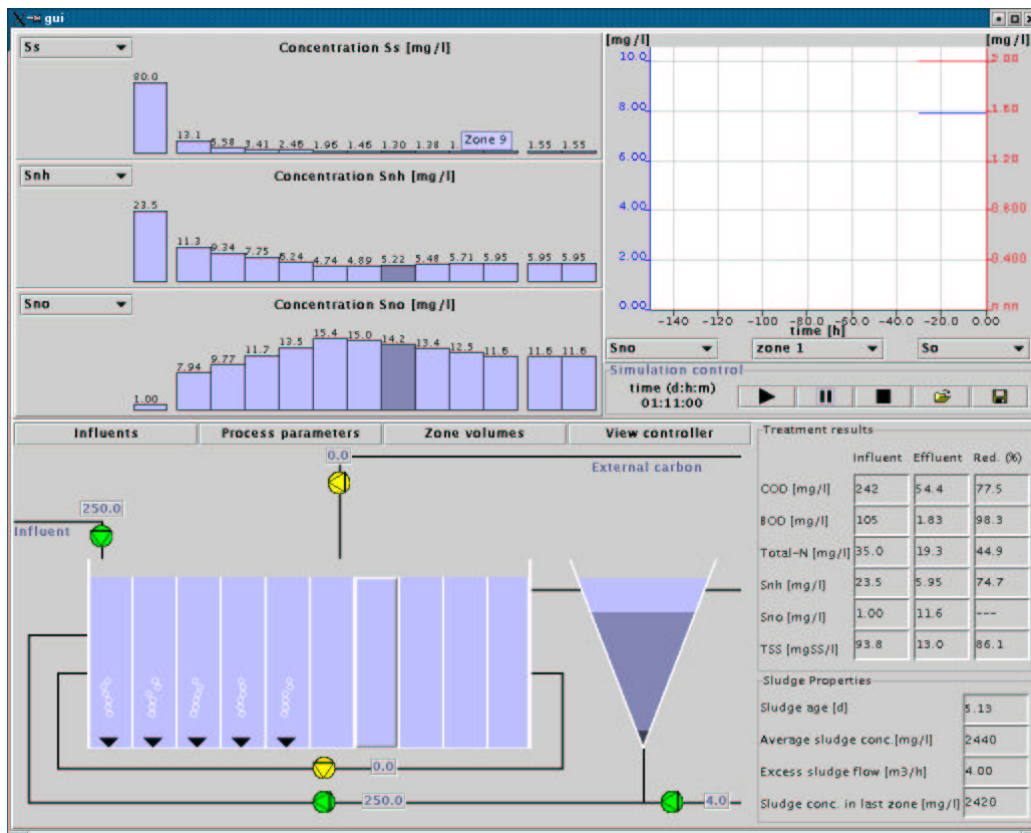 gui
Ss
Concentration Ss [mg/l]
80.0
13.1 6.58 3.41 2.46 1.96 1.46 1.30 1.38 1. 1.55 1.55
Zone 9
Snh
Concentration Snh [mg/l]
23.5
11.3 9.34 7.75 6.24 4.74 4.89 5.22 5.48 5.71 5.95 5.95 5.95
Sno
Concentration Sno [mg/l]
1.00
7.94 9.77 11.7 13.5 15.4 15.0 14.2 13.4 12.5 11.6 11.6 11.6
[mg/l] [mg/l]
10.0 2.00
8.00 1.60
6.00 1.20
4.00 0.800
2.00 0.400
0.00
-140 -120 -100 -80.0 -60.0 -40.0 -20.0 0.00
time [h]
Sno zone 1 So
Simulation control
time (d:h:m)
01:11:00
Influents Process parameters Zone volumes View controller
0.0
External carbon
250.0
Influent
0.0
250.0
4.0
Treatment results
Influent Effluent Red. (%)
COD [mg/l] 242 54.4 77.5
BOD [mg/l] 105 1.83 98.3
Total-N [mg/l] 35.0 19.3 44.9
Snh [mg/l] 23.5 5.95 74.7
Sno [mg/l] 1.00 11.6 ---
TSS [mgSS/l] 93.8 13.0 86.1
Sludge Properties
Sludge age [d] 5.13
Average sludge conc.[mg/l] 2440
Excess sludge flow [m3/h] 4.00
Sludge conc. in last zone [mg/l] 2420